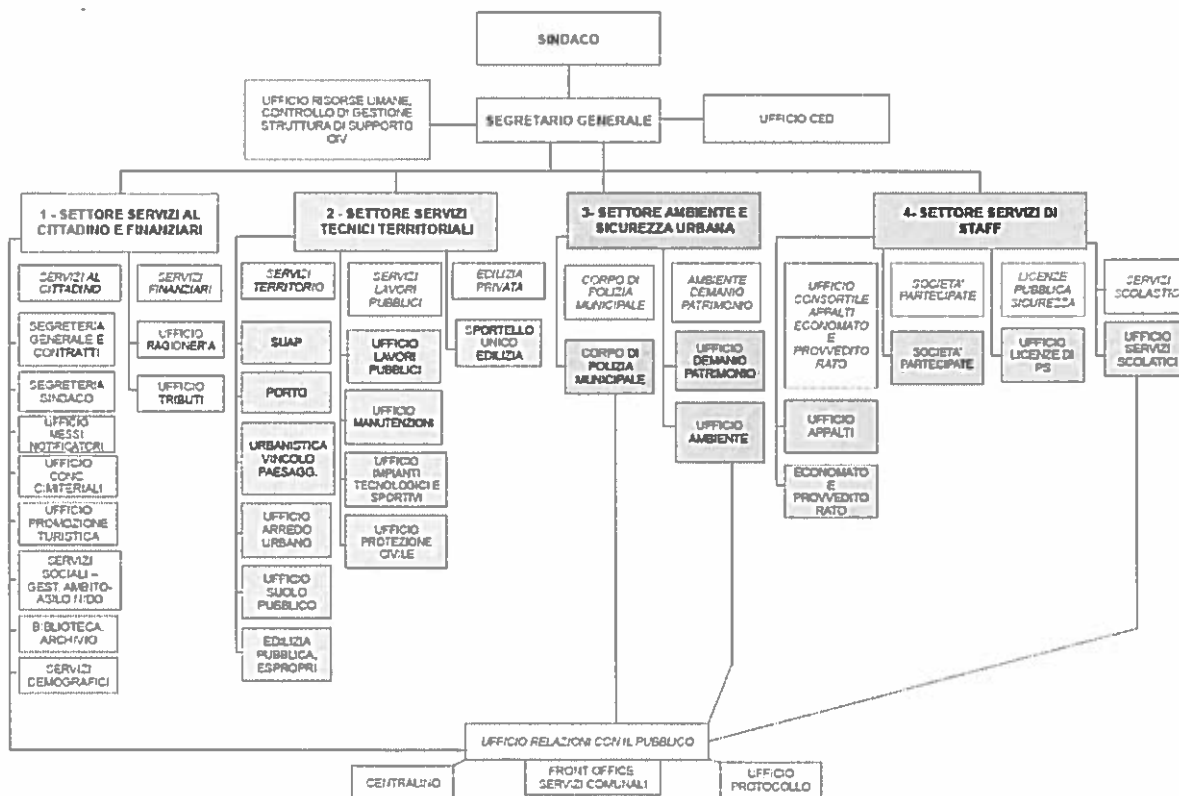 SINDACO
UFFICIO RISORSE UMANE,
CONTROLLO DI GESTIONE
STRUTTURA DI SUPPORTO
OIV
SEGRETARIO GENERALE
UFFICIO CED
1 - SETTORE SERVIZI AL
CITTADINO E FINANZIARI
2 - SETTORE SERVIZI
TECNICI TERRITORIALI
3- SETTORE AMBIENTE E
SICUREZZA URBANA
4- SETTORE SERVIZI DI
STAFF
SERVIZI AL
CITTADINO
SEGRETERIA
GENERALE E
CONTRATTI
SEGRETERIA
SINDACO
UFFICIO
MESSI
NOTIFICATORI
UFFICIO
CONC.
CIMITERIALI
UFFICIO
PROMOZIONE
TURISTICA
SERVIZI
SOCIALI –
GEST. AMBITO-
ASILO NIDO
BIBLIOTECA,
ARCHIVIO
SERVIZI
DEMOGRAFICI
SERVIZI
FINANZIARI
UFFICIO
RAGIONERIA
UFFICIO
TRIBUTI
SERVIZI
TERRITORIO
SUAP
PORTO
URBANISTICA
VINCOLO
PAESAGG.
UFFICIO
ARREDO
URBANO
UFFICIO
SUOLO
PUBBLICO
EDILIZIA
PUBBLICA,
ESPROPRI
SERVIZI
LAVORI
PUBBLICI
UFFICIO
LAVORI
PUBBLICI
UFFICIO
MANUTENZIONI
UFFICIO
IMPIANTI
TECNOLOGICI E
SPORTIVI
UFFICIO
PROTEZIONE
CIVILE
EDILIZIA
PRIVATA
SPORTELLO
UNICO
EDILIZIA
CORPO DI
POLIZIA
MUNICIPALE
CORPO DI
POLIZIA
MUNICIPALE
AMBIENTE
DEMANIO
PATRIMONIO
UFFICIO
DEMANIO
PATRIMONIO
UFFICIO
AMBIENTE
UFFICIO
CONSORTILE
APPALTI
ECONOMATO
E
PROVVEDITO
RATO
UFFICIO
APPALTI
ECONOMATO
E
PROVVEDITO
RATO
SOCIETA'
PARTECIPATE
SOCIETA'
PARTECIPATE
LICENZE
PUBBLICA
SICUREZZA
UFFICIO
LICENZE DI
PS
SERVIZI
SCOLASTICI
UFFICIO
SERVIZI
SCOLASTICI
UFFICIO RELAZIONI CON IL PUBBLICO
CENTRALINO
FRONT OFFICE
SERVIZI COMUNALI
UFFICIO
PROTOCOLLO